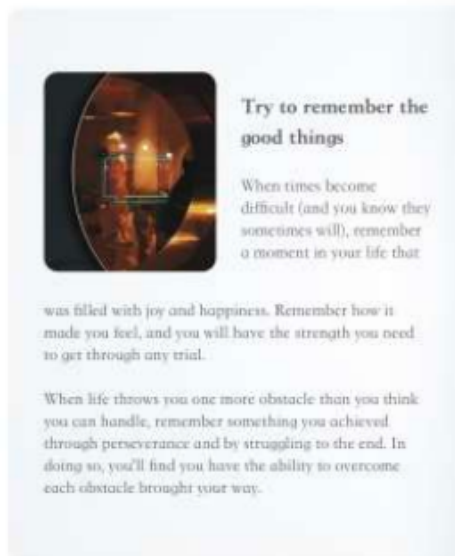 Try to remember the
good things
When times become
difficult (and you know they
sometimes will), remember
a moment in your life that
was filled with joy and happiness. Remember how it
made you feel, and you will have the strength you need
to get through any trial.
When life throws you one more obstacle than you think
you can handle, remember something you achieved
through perseverance and by struggling to the end. In
doing so, you'll find you have the ability to overcome
each obstacle brought your way.